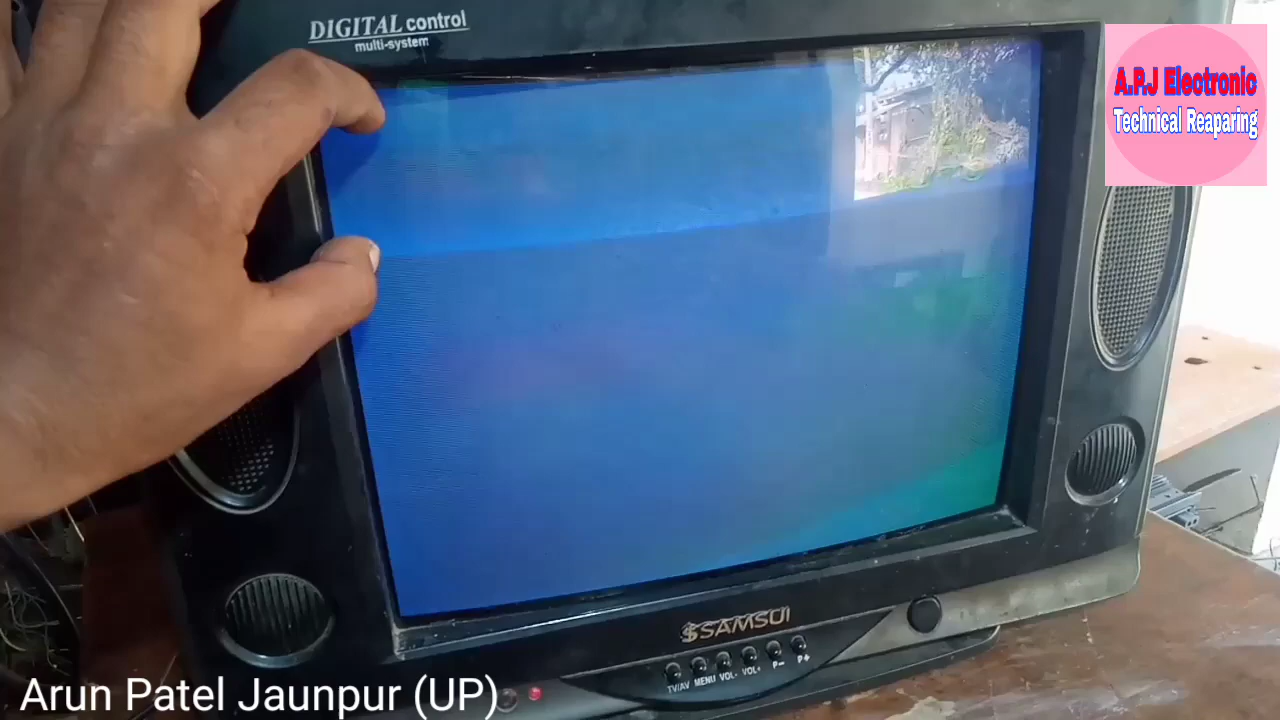 DIGITAL control
multi-system
A.P.J Electronic
Technical Reaparing
$SAMSUI
TV/AV MENU VOL- VOL+ P- P+
Arun Patel Jaunpur (UP)